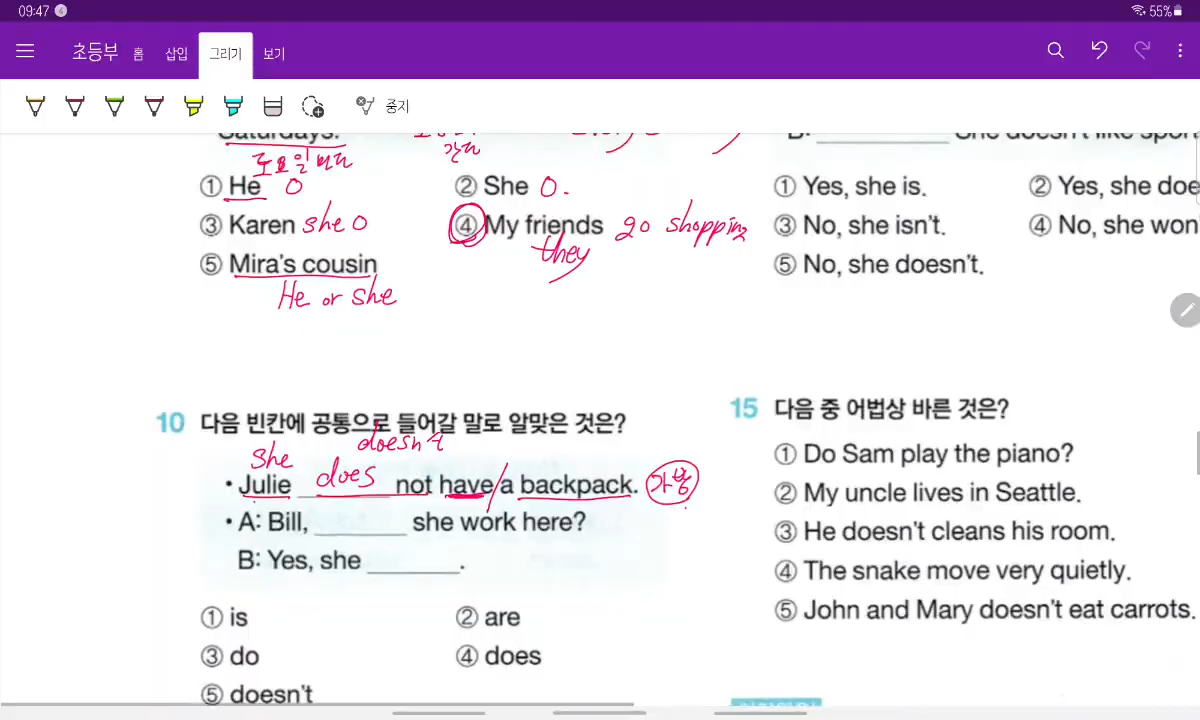 09:47 4 55%
초등부 홈 삽입 그리기 보기
중지
Saturdays.
토요일마다
간다
① He O
② She O.
③ Karen she O
④ My friends go shopping
they
⑤ Mira's cousin
He or she
B: __________ She doesn't like spor
① Yes, she is.
② Yes, she doe
③ No, she isn't.
④ No, she won
⑤ No, she doesn't.
10 다음 빈칸에 공통으로 들어갈 말로 알맞은 것은?
she does doesn't
• Julie ________ not have / a backpack. 가방
• A: Bill, ________ she work here?
B: Yes, she ________.
① is
② are
③ do
④ does
⑤ doesn't
15 다음 중 어법상 바른 것은?
① Do Sam play the piano?
② My uncle lives in Seattle.
③ He doesn't cleans his room.
④ The snake move very quietly.
⑤ John and Mary doesn't eat carrots.